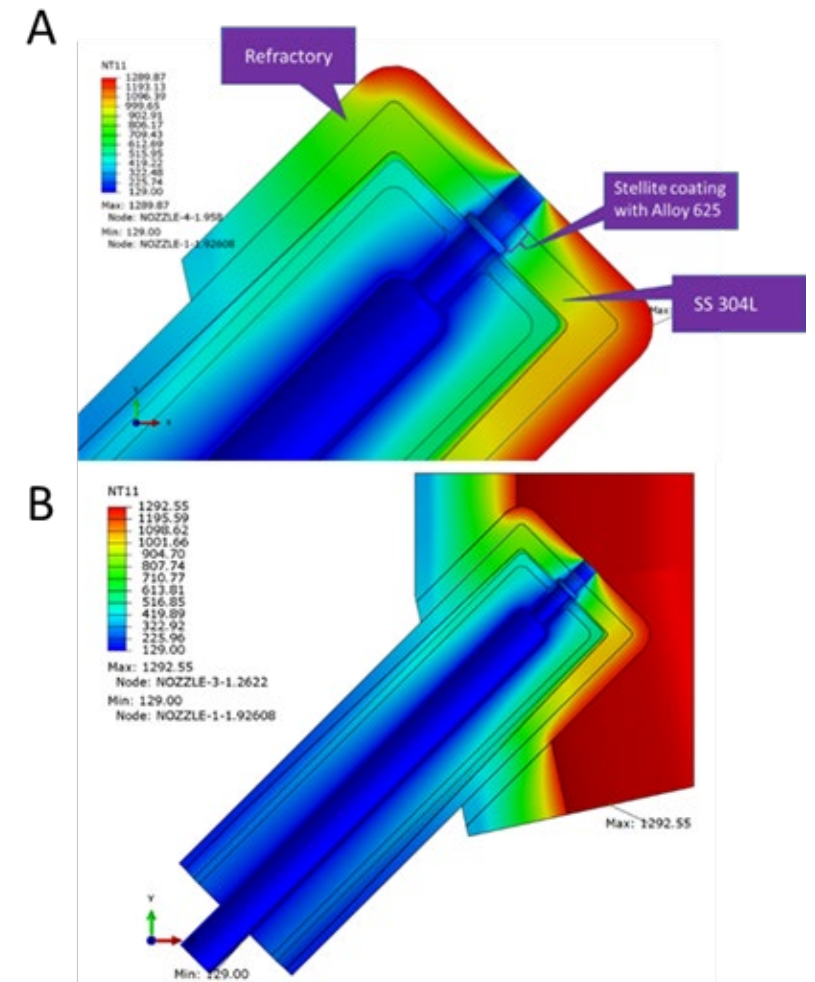 A
Refractory
NT11
1289.87
1193.13
1096.39
999.65
902.91
806.17
709.43
612.69
515.95
419.22
322.48
225.74
129.00
Max: 1289.87
Node: NOZZLE-4-1.958
Min: 129.00
Node: NOZZLE-1-1.92608
Stellite coating
with Alloy 625
SS 304L
Max:
Y
X
B
NT11
1292.55
1195.59
1098.62
1001.66
904.70
807.74
710.77
613.81
516.85
419.89
322.92
225.96
129.00
Max: 1292.55
Node: NOZZLE-3-1.2622
Min: 129.00
Node: NOZZLE-1-1.92608
Max: 1292.55
Y
Min: 129.00